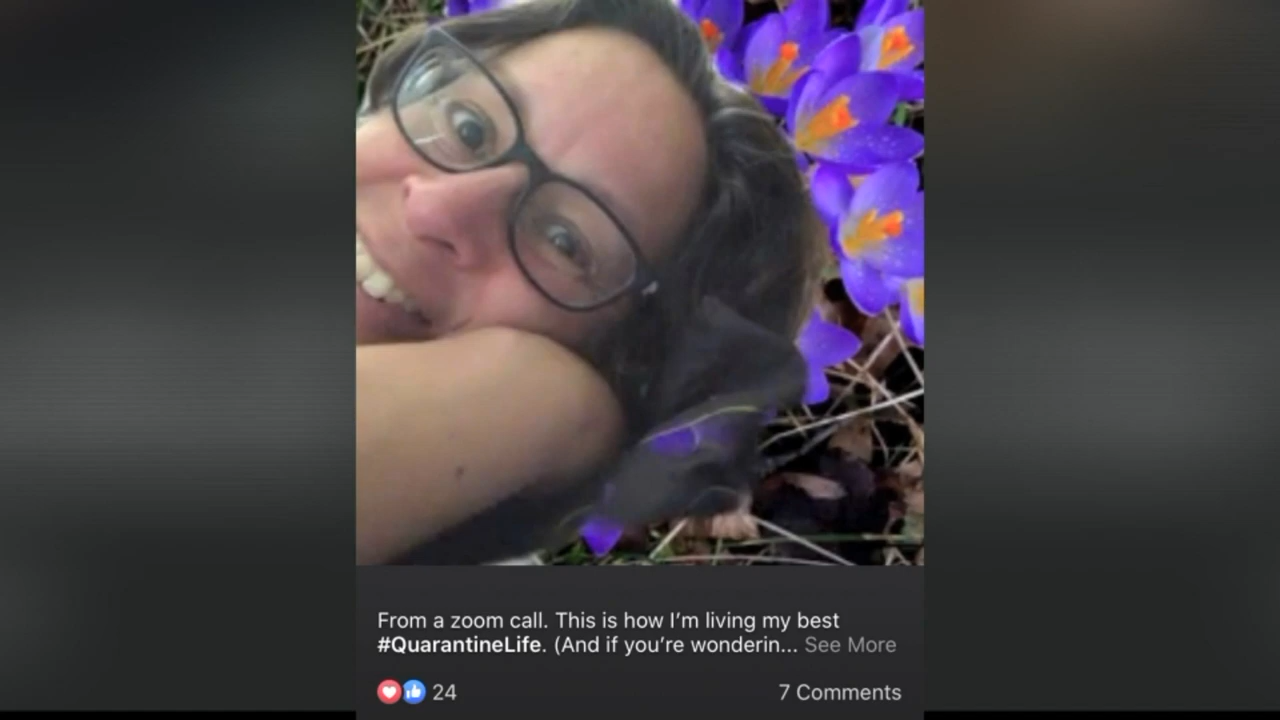 From a zoom call. This is how I'm living my best
#QuarantineLife. (And if you're wonderin... See More
24
7 Comments